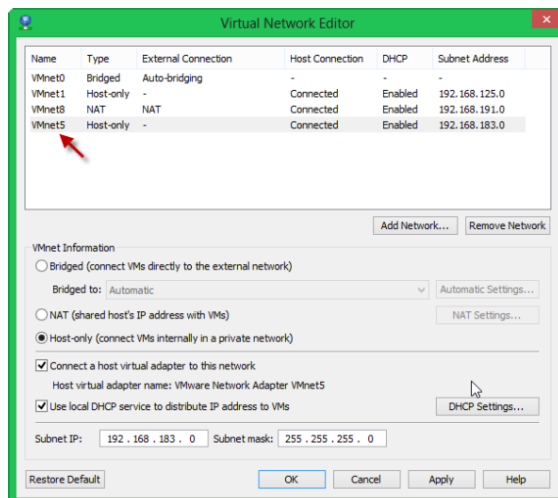 Virtual Network Editor
Name Type External Connection Host Connection DHCP Subnet Address
VMnet0 Bridged Auto-bridging - - -
VMnet1 Host-only - Connected Enabled 192.168.125.0
VMnet8 NAT NAT Connected Enabled 192.168.191.0
VMnet5 Host-only - Connected Enabled 192.168.183.0
Add Network... Remove Network
VMnet Information
Bridged (connect VMs directly to the external network)
Bridged to: Automatic Automatic Settings...
NAT (shared host's IP address with VMs) NAT Settings...
Host-only (connect VMs internally in a private network)
Connect a host virtual adapter to this network
Host virtual adapter name: VMware Network Adapter VMnet5
Use local DHCP service to distribute IP address to VMs DHCP Settings...
Subnet IP: 192 . 168 . 183 . 0 Subnet mask: 255 . 255 . 255 . 0
Restore Default OK Cancel Apply Help